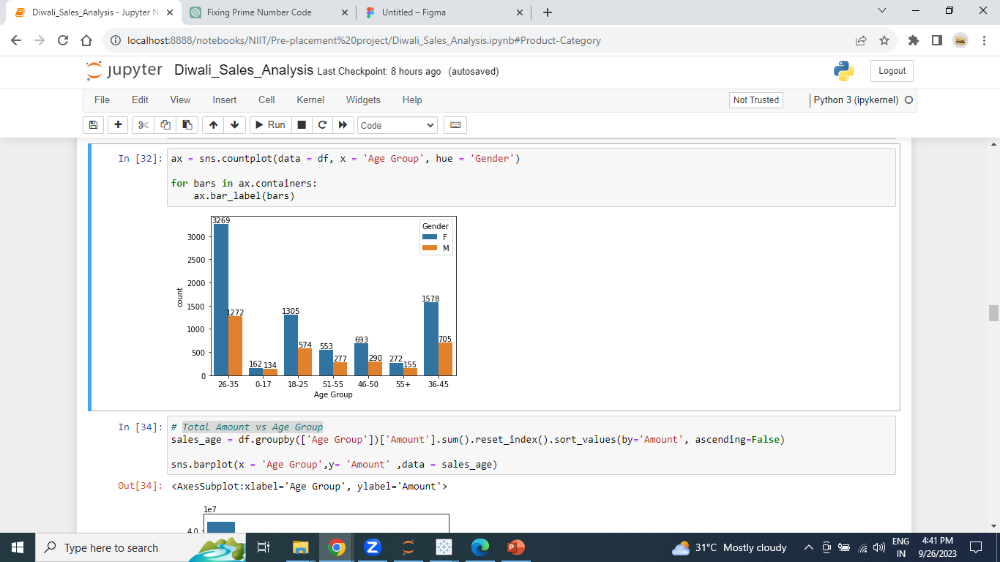 Diwali_Sales_Analysis - Jupyter N
Fixing Prime Number Code
Untitled – Figma
localhost:8888/notebooks/NIIT/Pre-placement%20project/Diwali_Sales_Analysis.ipynb#Product-Category
jupyter Diwali_Sales_Analysis Last Checkpoint: 8 hours ago (autosaved)
Logout
File Edit View Insert Cell Kernel Widgets Help
Not Trusted
Python 3 (ipykernel)
Run
Code
In [32]: ax = sns.countplot(data = df, x = 'Age Group', hue = 'Gender')
for bars in ax.containers:
    ax.bar_label(bars)
3269
Gender
F
M
3000
2500
2000
1500
1000
500
0
count
1272
162
134
1305
574
553
277
693
290
272
155
1578
705
26-35 0-17 18-25 51-55 46-50 55+ 36-45
Age Group
In [34]: # Total Amount vs Age Group
sales_age = df.groupby(['Age Group'])['Amount'].sum().reset_index().sort_values(by='Amount', ascending=False)
sns.barplot(x = 'Age Group',y= 'Amount' ,data = sales_age)
Out[34]: <AxesSubplot:xlabel='Age Group', ylabel='Amount'>
1e7
4.0
Type here to search
31°C Mostly cloudy
ENG
IN
4:41 PM
9/26/2023